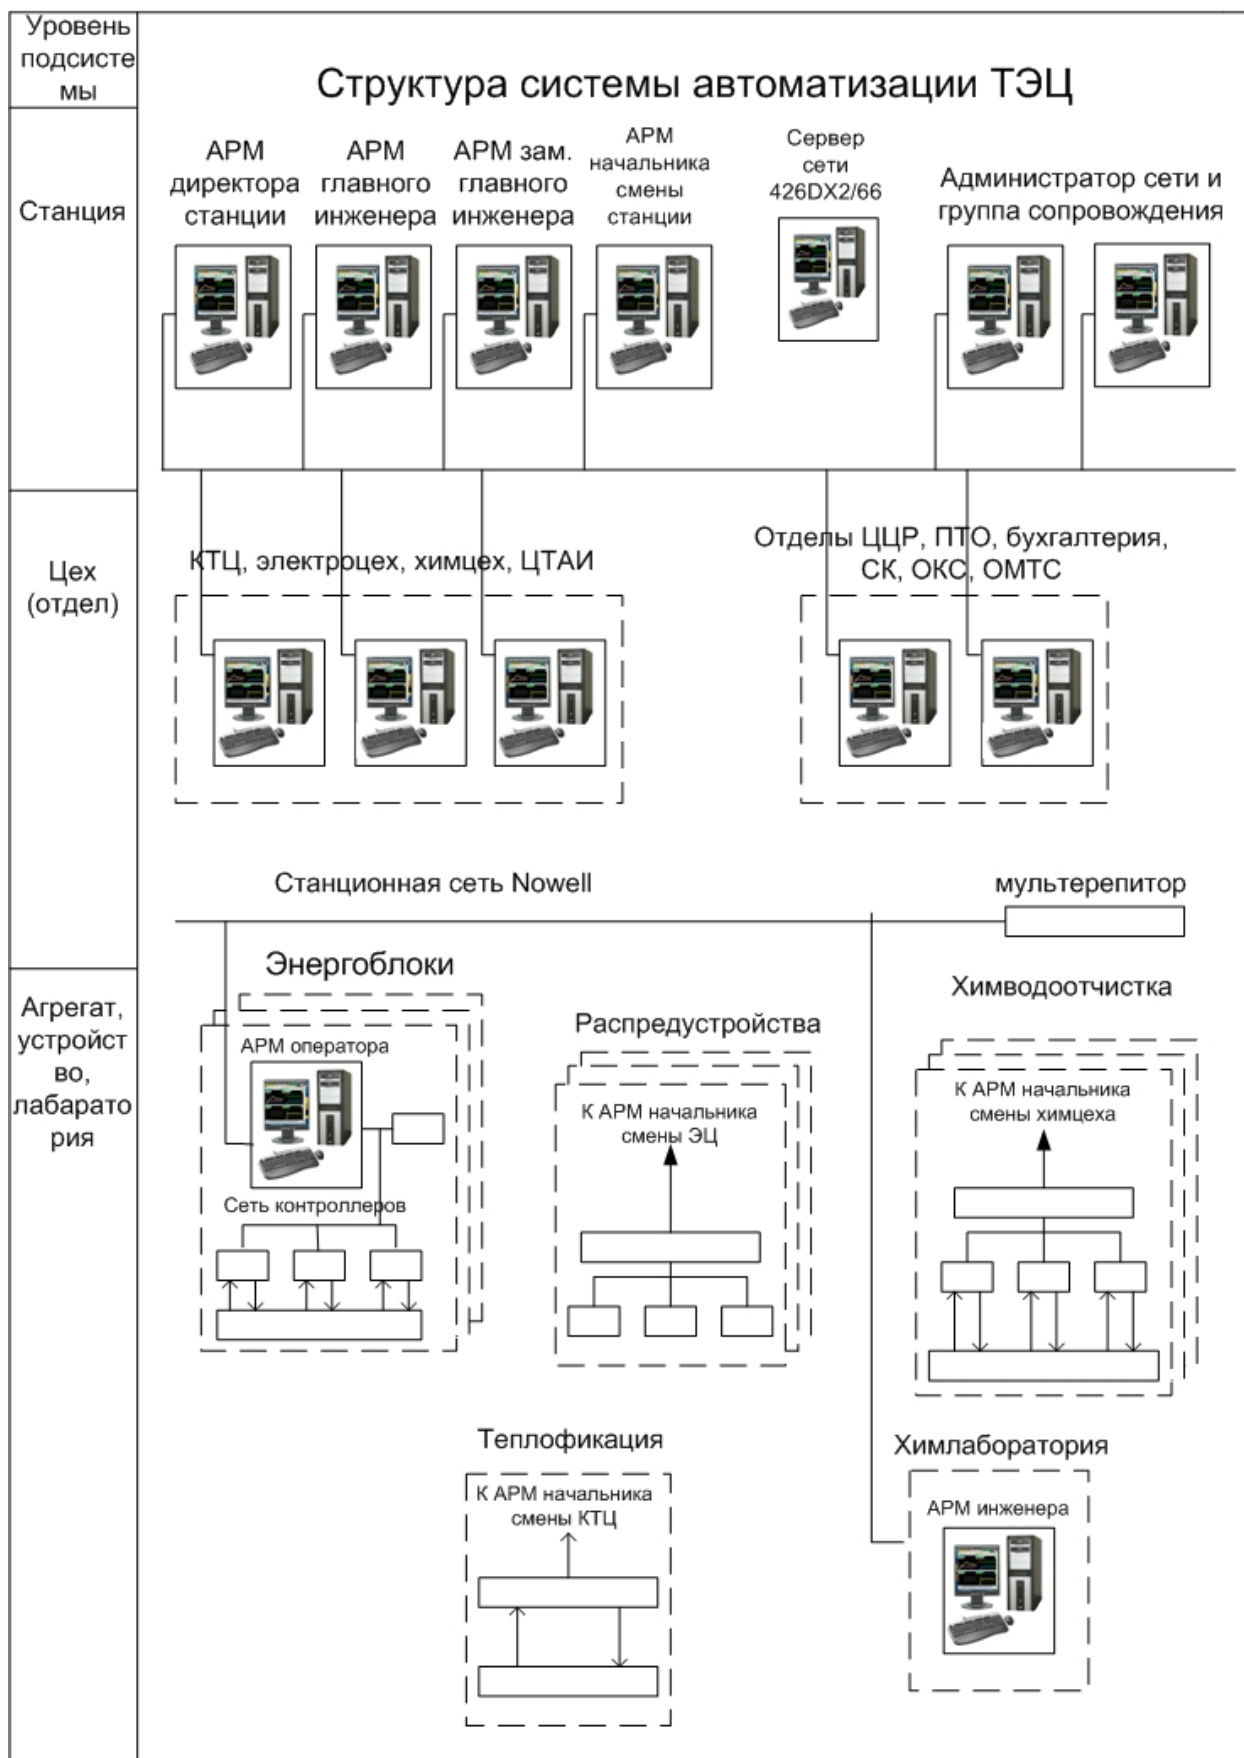 Уровень
подсисте
мы
Структура системы автоматизации ТЭЦ
Станция
АРМ
директора
станции
АРМ
главного
инженера
АРМ зам.
главного
инженера
АРМ
начальника
смены
станции
Сервер
сети
426DX2/66
Администратор сети и
группа сопровождения
Цех
(отдел)
КТЦ, электроцех, химцех, ЦТАИ
Отделы ЦЦР, ПТО, бухгалтерия,
СК, ОКС, ОМТС
Станционная сеть Nowell
мультерепитор
Агрегат,
устройст
во,
лабарато
рия
Энергоблоки
АРМ оператора
Сеть контроллеров
Распредустройства
К АРМ начальника
смены ЭЦ
Химводоотчистка
К АРМ начальника
смены химцеха
Теплофикация
К АРМ начальника
смены КТЦ
Химлаборатория
АРМ инженера